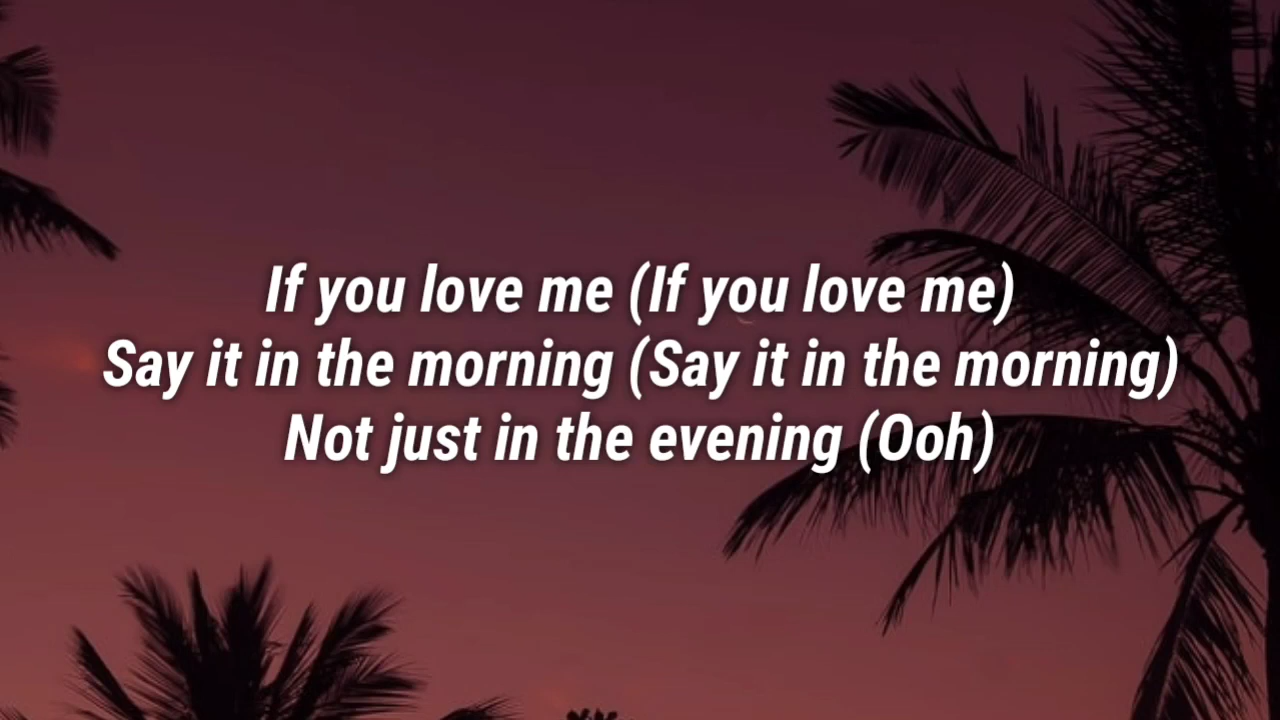 If you love me (If you love me)
Say it in the morning (Say it in the morning)
Not just in the evening (Ooh)